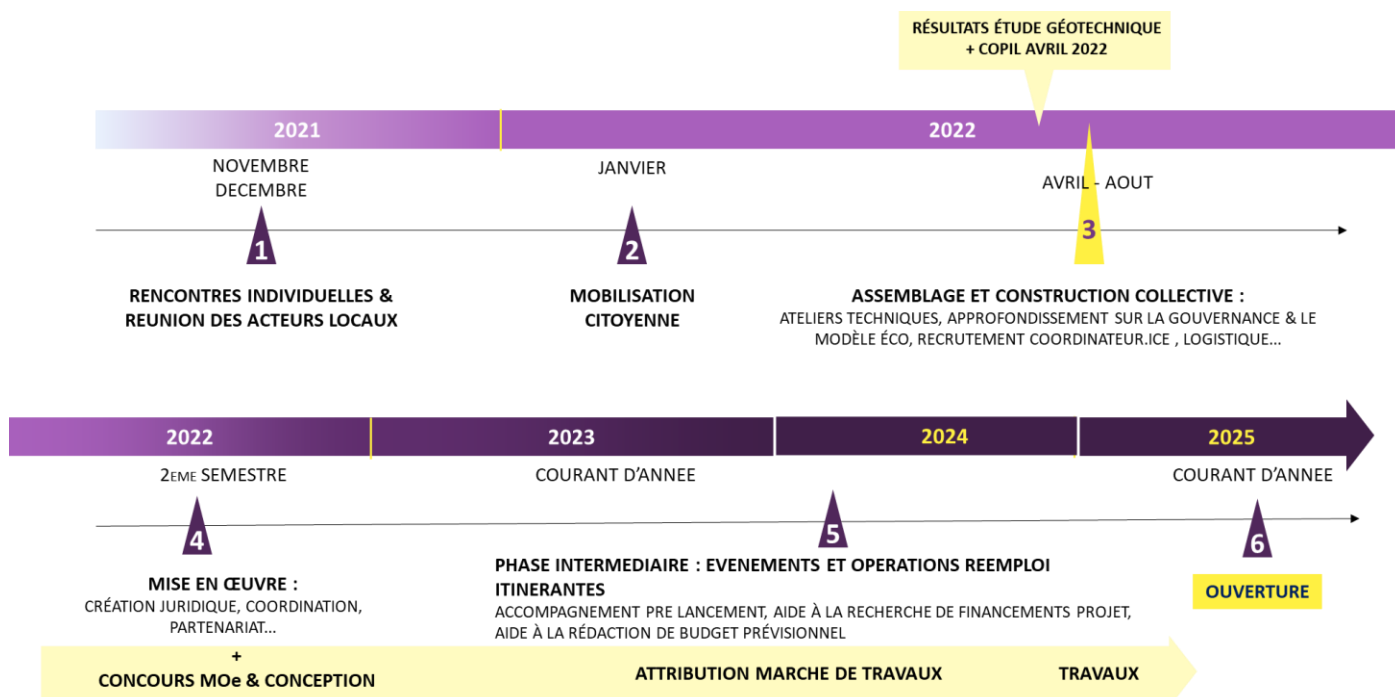 RÉSULTATS ÉTUDE GÉOTECHNIQUE
+ COPIL AVRIL 2022
2021
2022
NOVEMBRE
DECEMBRE
JANVIER
AVRIL - AOUT
1
2
3
RENCONTRES INDIVIDUELLES &
REUNION DES ACTEURS LOCAUX
MOBILISATION
CITOYENNE
ASSEMBLAGE ET CONSTRUCTION COLLECTIVE :
ATELIERS TECHNIQUES, APPROFONDISSEMENT SUR LA GOUVERNANCE & LE
MODÈLE ÉCO, RECRUTEMENT COORDINATEUR.ICE , LOGISTIQUE...
2022
2023
2024
2025
2EME SEMESTRE
COURANT D'ANNEE
COURANT D'ANNEE
4
5
6
MISE EN ŒUVRE :
CRÉATION JURIDIQUE, COORDINATION,
PARTENARIAT...
PHASE INTERMEDIAIRE : EVENEMENTS ET OPERATIONS REEMPLOI
ITINERANTES
ACCOMPAGNEMENT PRE LANCEMENT, AIDE À LA RECHERCHE DE FINANCEMENTS PROJET,
AIDE À LA RÉDACTION DE BUDGET PRÉVISIONNEL
OUVERTURE
+
CONCOURS MOe & CONCEPTION
ATTRIBUTION MARCHE DE TRAVAUX
TRAVAUX